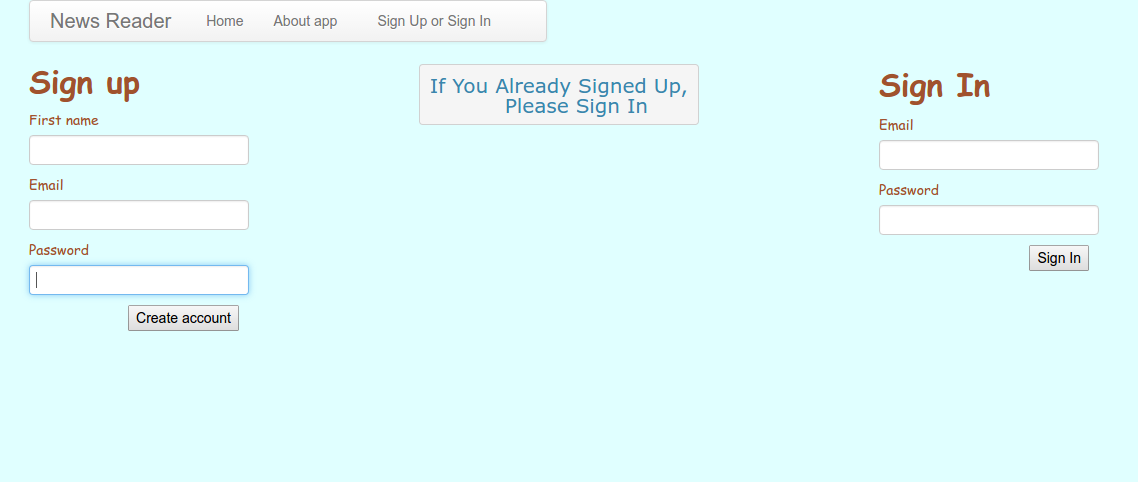 News Reader Home About app Sign Up or Sign In
Sign up
First name
Email
Password
Create account
If You Already Signed Up,
Please Sign In
Sign In
Email
Password
Sign In